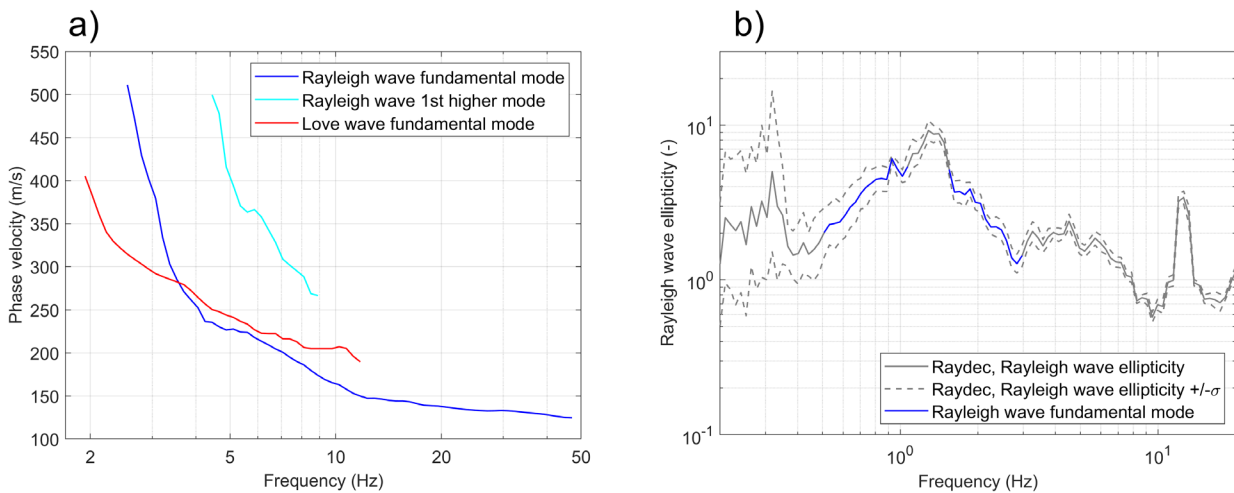 a)
550
500
450
400
350
300
250
200
150
100
Phase velocity (m/s)
Rayleigh wave fundamental mode
Rayleigh wave 1st higher mode
Love wave fundamental mode
2
5
10
20
50
Frequency (Hz)
b)
10^1
10^0
10^-1
Rayleigh wave ellipticity (-)
Raydec, Rayleigh wave ellipticity
Raydec, Rayleigh wave ellipticity +/-σ
Rayleigh wave fundamental mode
10^0
10^1
Frequency (Hz)